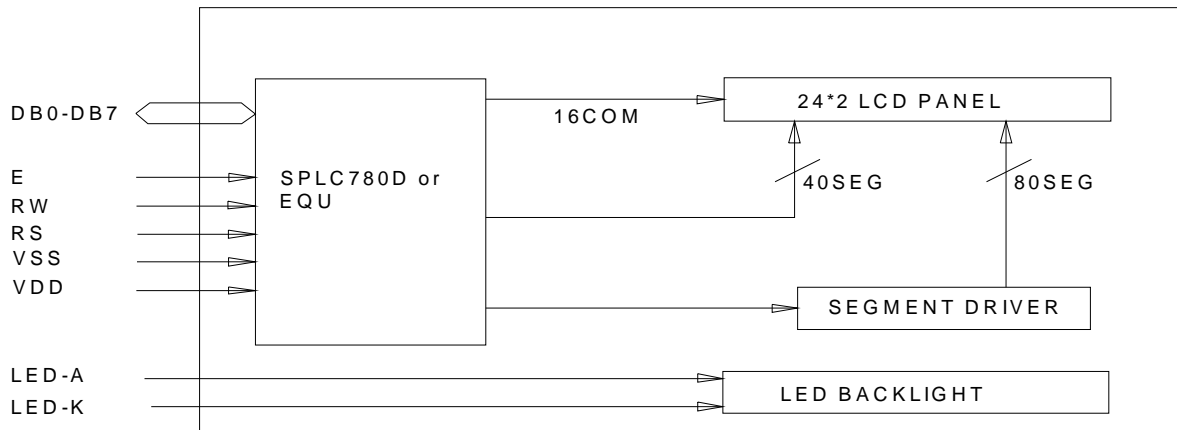 DB0-DB7
E
RW
RS
VSS
VDD
LED-A
LED-K
SPLC780D or
EQU
16COM
24*2 LCD PANEL
40SEG
80SEG
SEGMENT DRIVER
LED BACKLIGHT